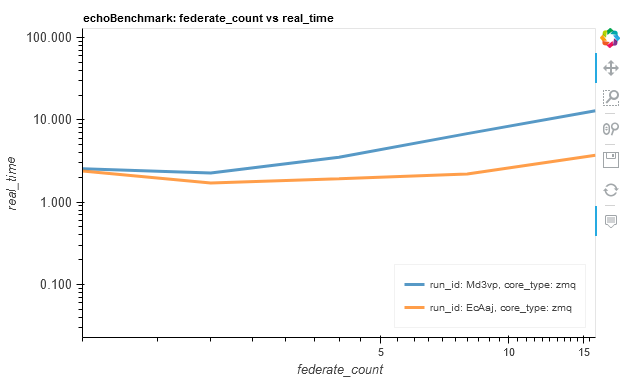 echoBenchmark: federate_count vs real_time
100.000
10.000
1.000
0.100
real_time
run_id: Md3vp, core_type: zmq
run_id: EcAaj, core_type: zmq
5
10
15
federate_count